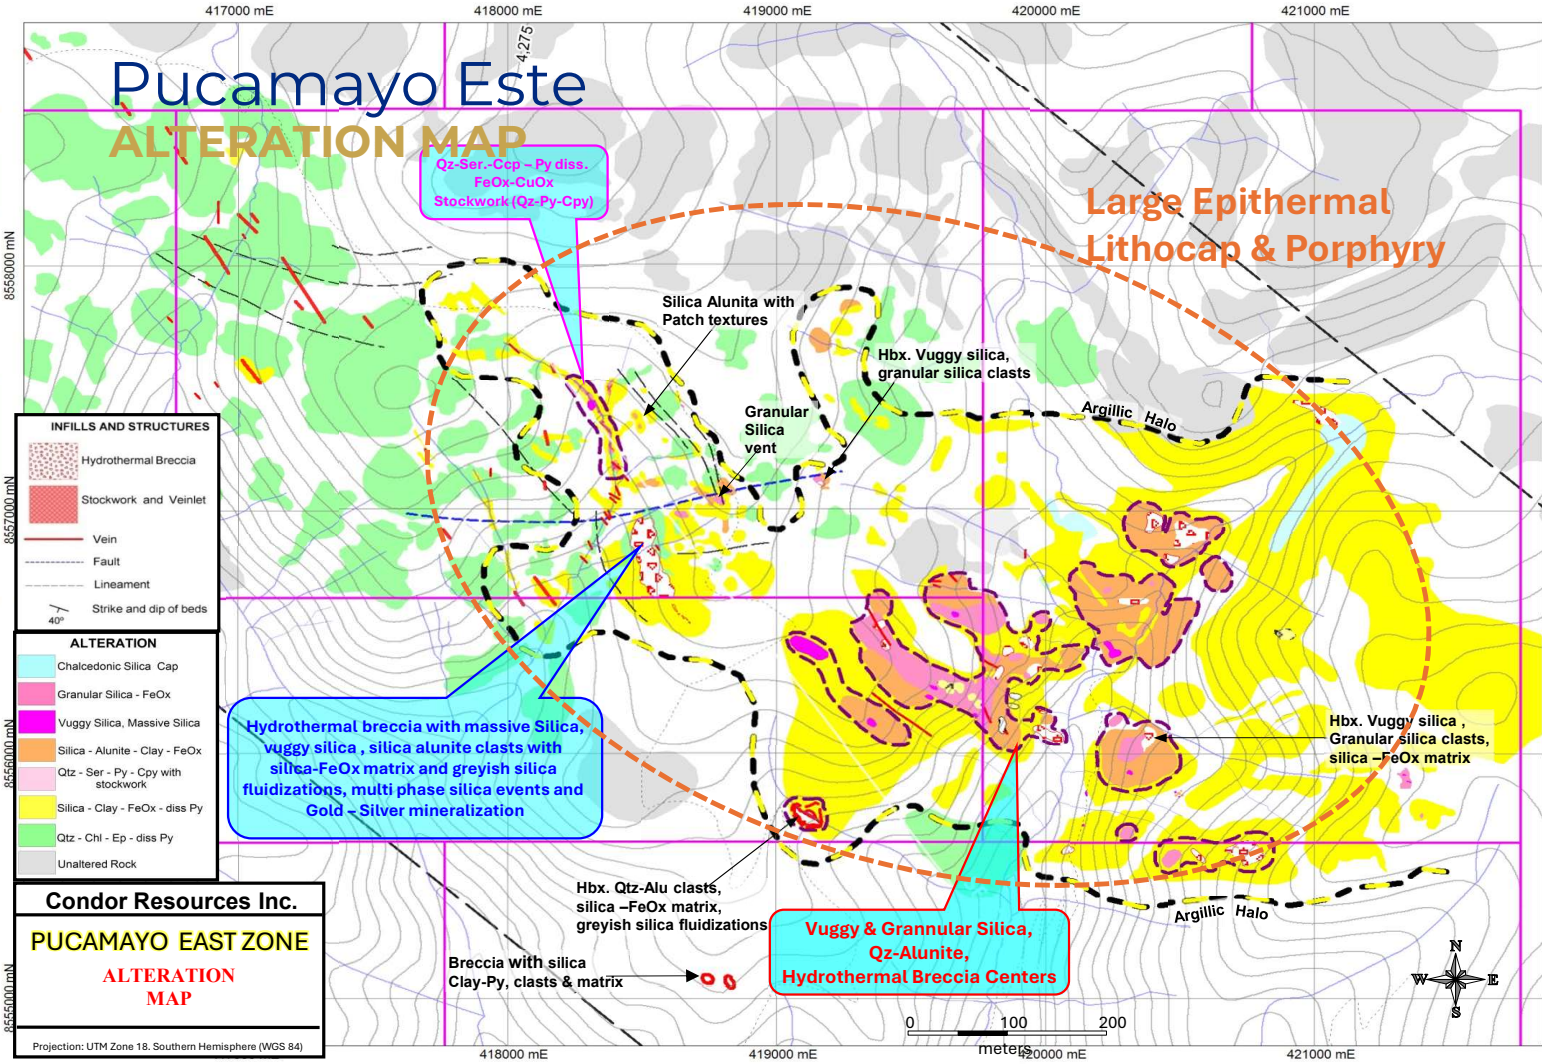 417000 mE
418000 mE
419000 mE
420000 mE
421000 mE
4,275
Pucamayo Este
ALTERATION MAP
Qz-Ser.-Ccp – Py diss.
FeOx-CuOx
Stockwork (Qz-Py-Cpy)
Large Epithermal
Lithocap & Porphyry
8558000 mN
Silica Alunita with
Patch textures
Hbx. Vuggy silica,
granular silica clasts
Granular
Silica
vent
Argillic Halo
INFILLS AND STRUCTURES
Hydrothermal Breccia
Stockwork and Veinlet
Vein
Fault
Lineament
Strike and dip of beds
40º
8557000 mN
ALTERATION
Chalcedonic Silica Cap
Granular Silica - FeOx
Vuggy Silica, Massive Silica
Silica - Alunite - Clay - FeOx
Qtz - Ser - Py - Cpy with
stockwork
Silica - Clay - FeOx - diss Py
Qtz - Chl - Ep - diss Py
Unaltered Rock
8556000 mN
Hydrothermal breccia with massive Silica,
vuggy silica , silica alunite clasts with
silica-FeOx matrix and greyish silica
fluidizations, multi phase silica events and
Gold – Silver mineralization
Hbx. Vuggy silica ,
Granular silica clasts,
silica –FeOx matrix
Hbx. Qtz-Alu clasts,
silica –FeOx matrix,
greyish silica fluidizations
Vuggy & Grannular Silica,
Qz-Alunite,
Hydrothermal Breccia Centers
Argillic Halo
Breccia with silica
Clay-Py, clasts & matrix
Condor Resources Inc.
PUCAMAYO EAST ZONE
ALTERATION
MAP
Projection: UTM Zone 18. Southern Hemisphere (WGS 84)
8555000 mN
N
W
E
S
0 100 200
meters
418000 mE
419000 mE
420000 mE
421000 mE